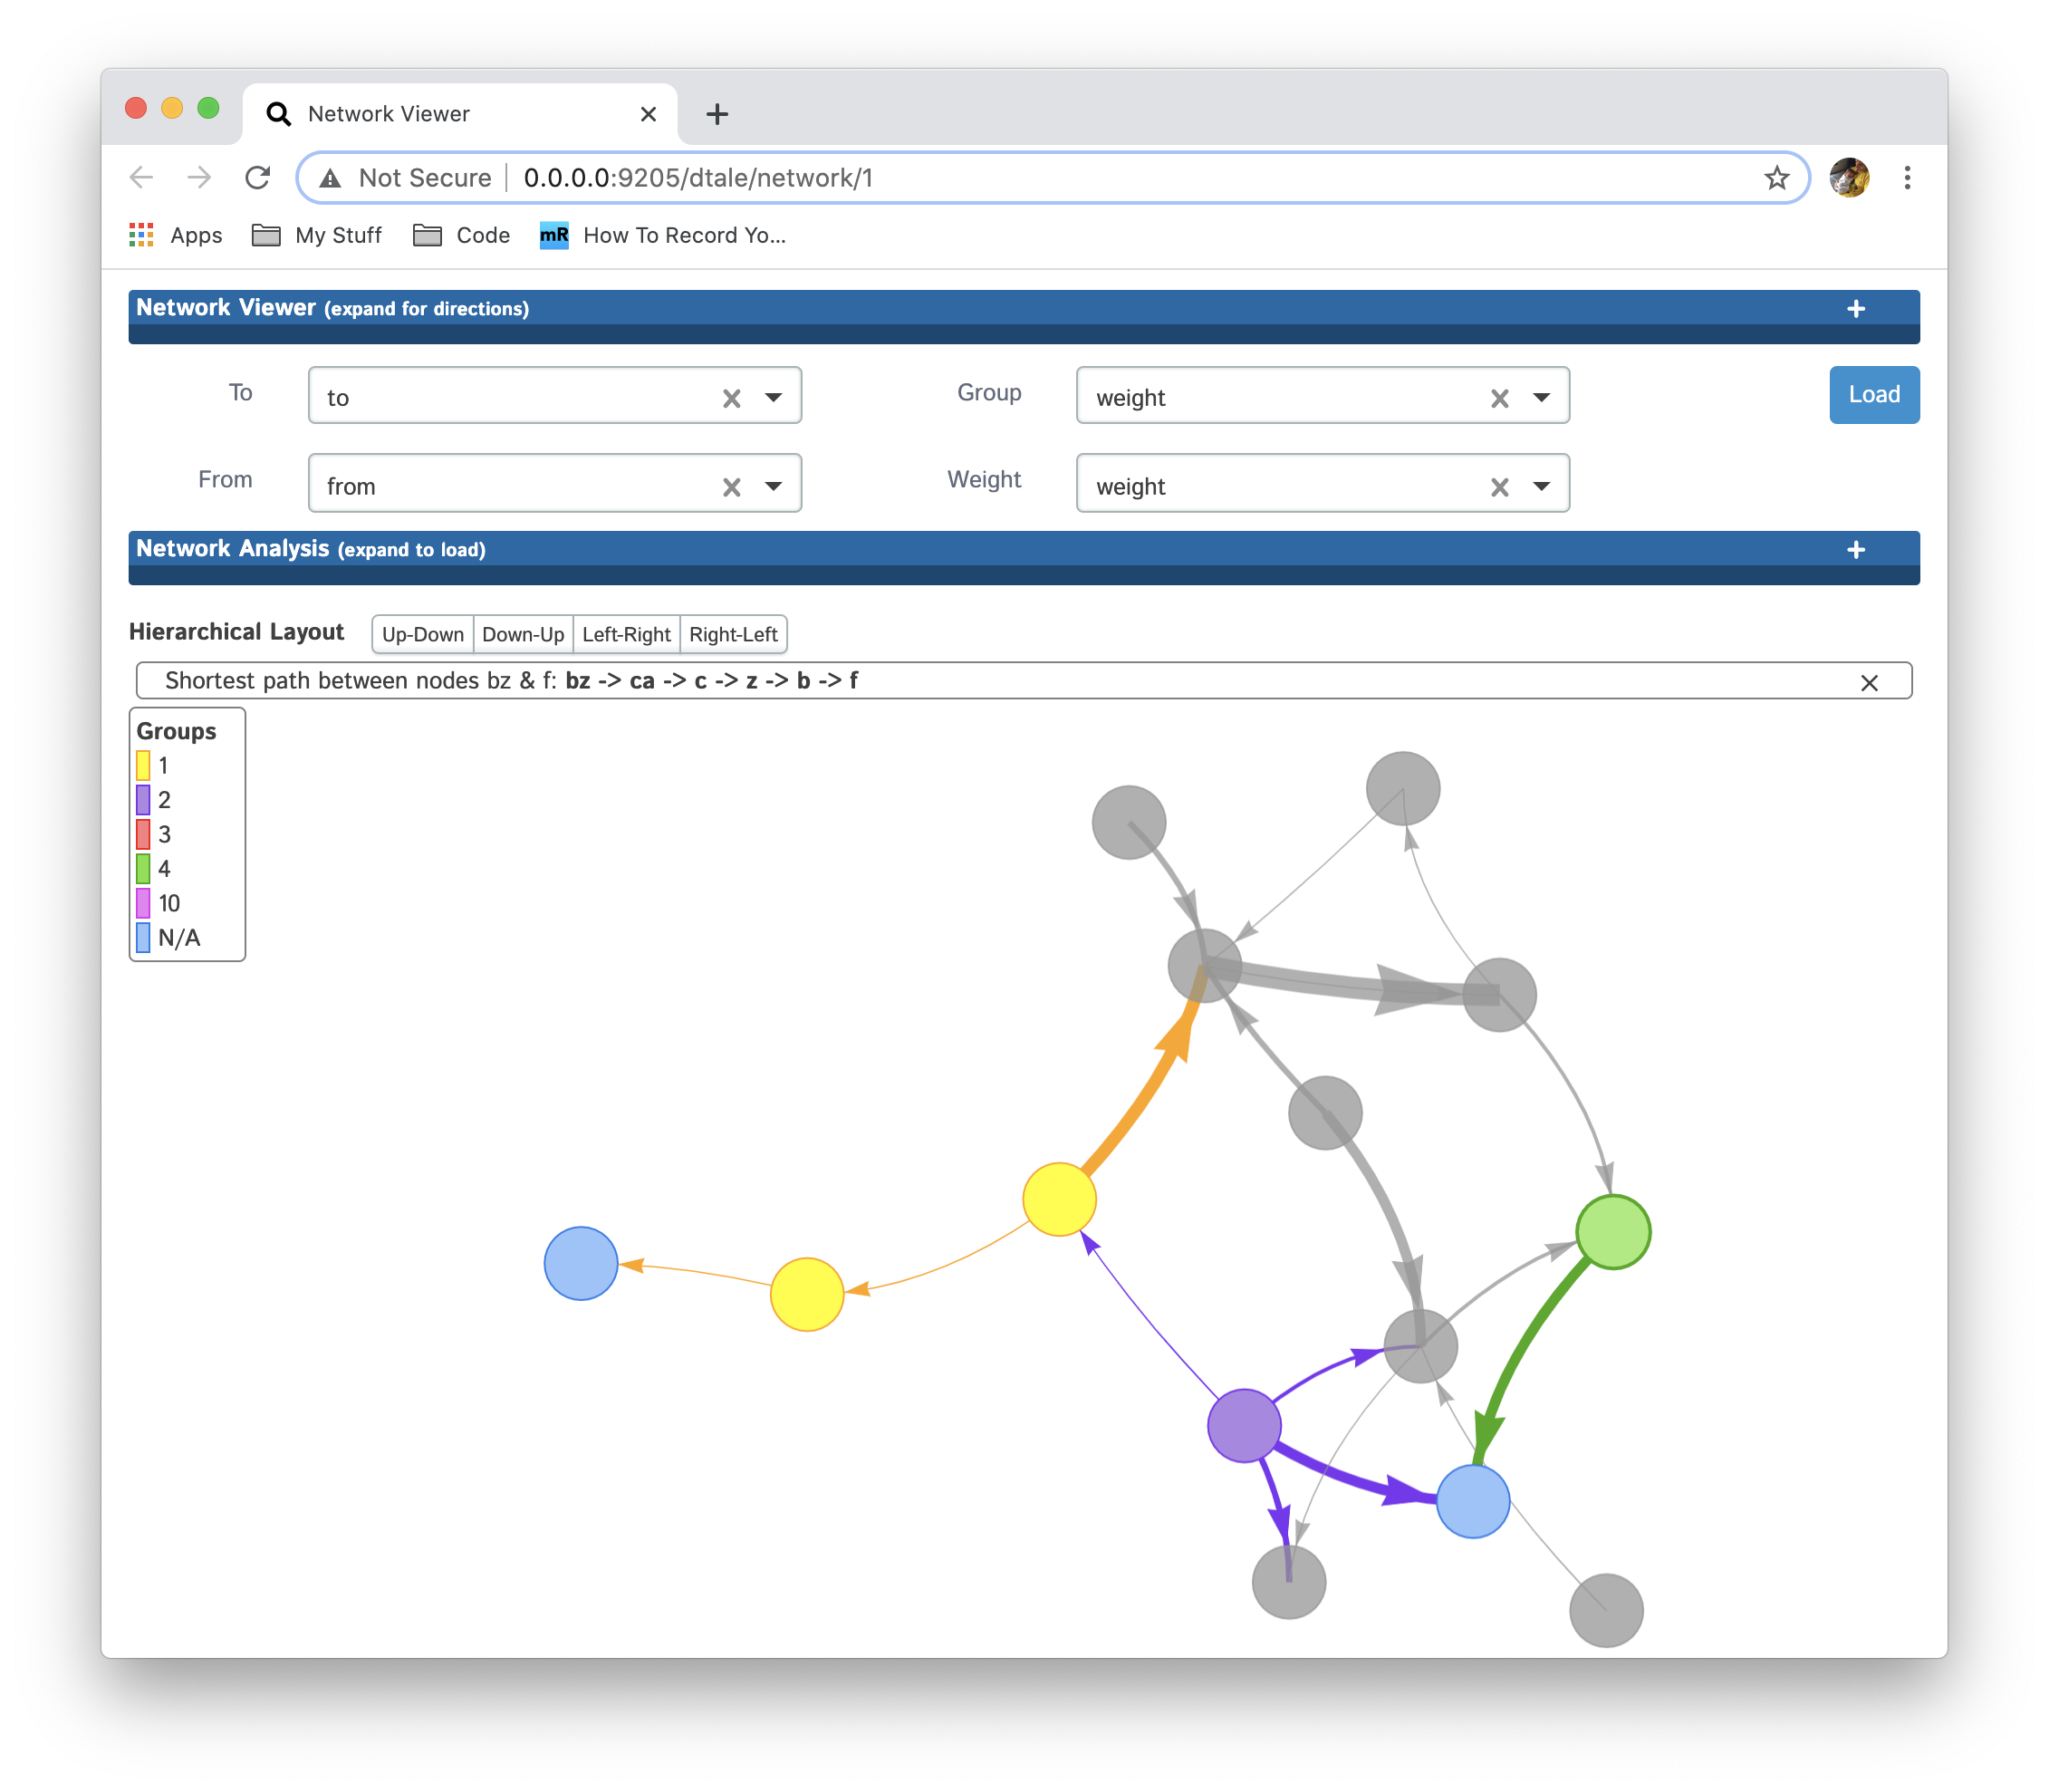 Network Viewer
Not Secure 0.0.0.0:9205/dtale/network/1
Apps My Stuff Code mR How To Record Yo...
Network Viewer (expand for directions)
To to Group weight Load
From from Weight weight
Network Analysis (expand to load)
Hierarchical Layout Up-Down Down-Up Left-Right Right-Left
Shortest path between nodes bz & f: bz -> ca -> c -> z -> b -> f
Groups
1
2
3
4
10
N/A